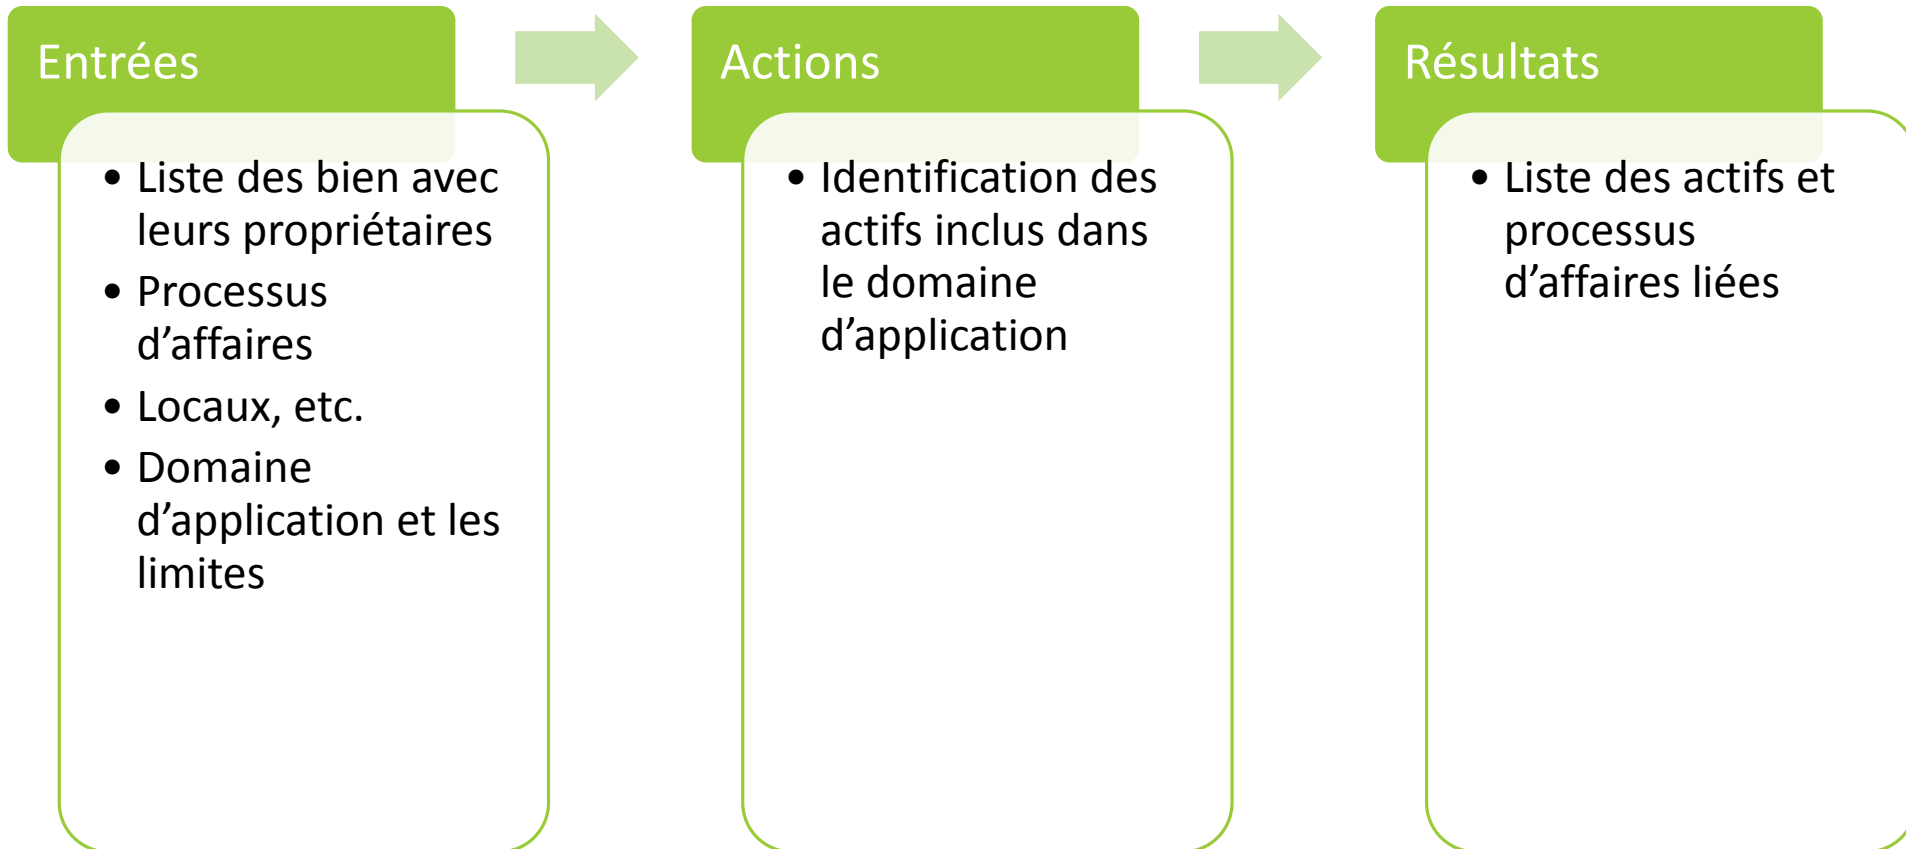 Entrées
• Liste des bien avec
leurs propriétaires
• Processus
d’affaires
• Locaux, etc.
• Domaine
d’application et les
limites
Actions
• Identification des
actifs inclus dans
le domaine
d’application
Résultats
• Liste des actifs et
processus
d’affaires liées